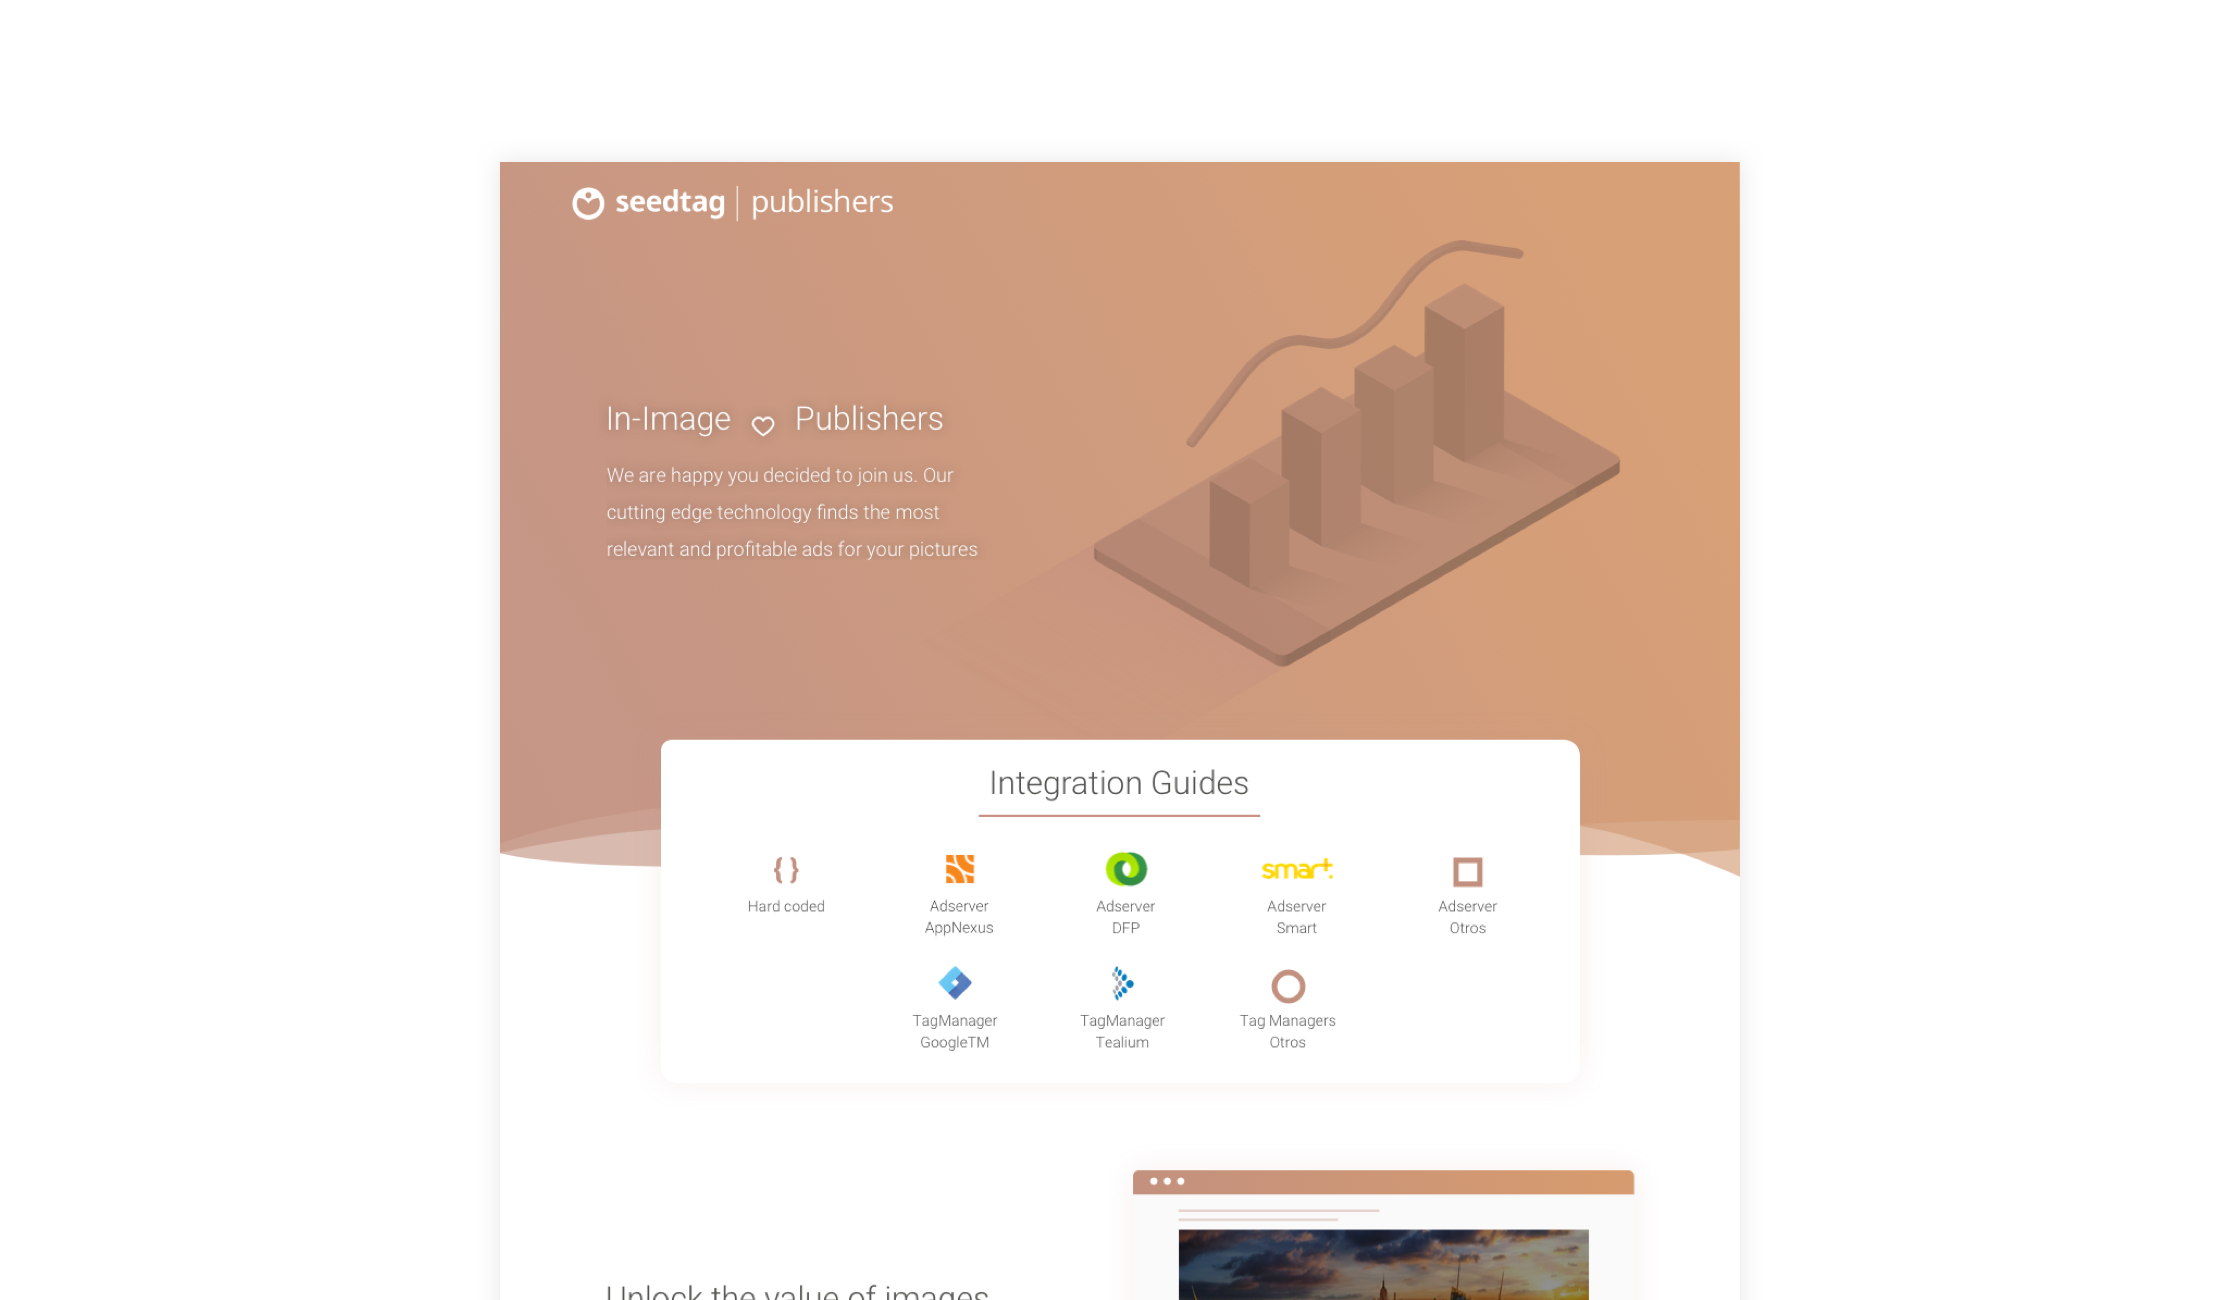 seedtag | publishers
In-Image Publishers
We are happy you decided to join us. Our
cutting edge technology finds the most
relevant and profitable ads for your pictures
Integration Guides
Hard coded
Adserver
AppNexus
Adserver
DFP
smart
Adserver
Smart
Adserver
Otros
TagManager
GoogleTM
TagManager
Tealium
Tag Managers
Otros
Unlock the value of images